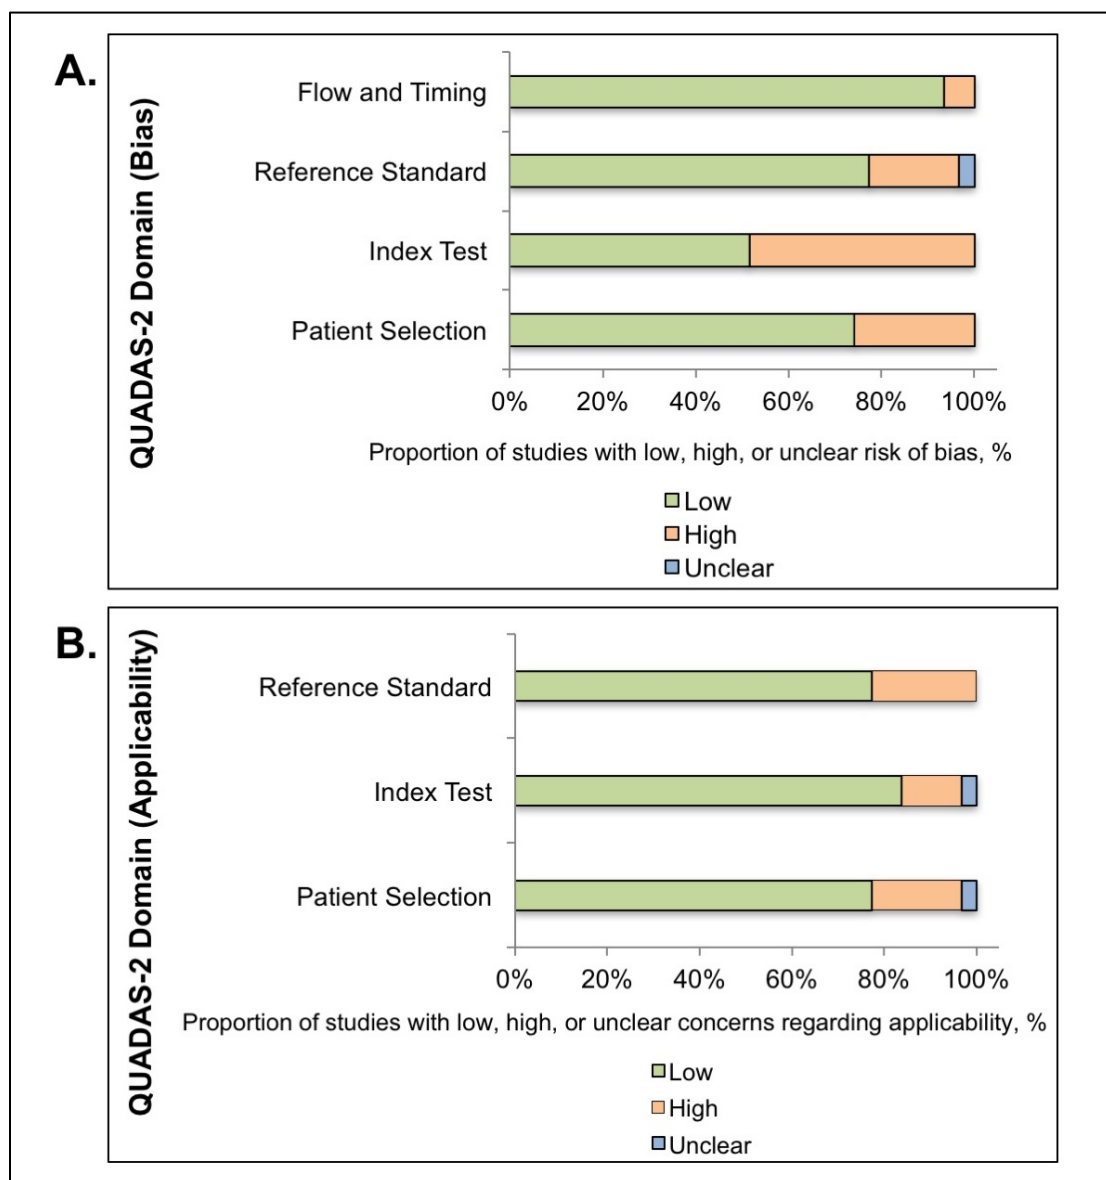 A.
QUADAS-2 Domain (Bias)
Flow and Timing
Reference Standard
Index Test
Patient Selection
0% 20% 40% 60% 80% 100%
Proportion of studies with low, high, or unclear risk of bias, %
Low
High
Unclear
B.
QUADAS-2 Domain (Applicability)
Reference Standard
Index Test
Patient Selection
0% 20% 40% 60% 80% 100%
Proportion of studies with low, high, or unclear concerns regarding applicability, %
Low
High
Unclear